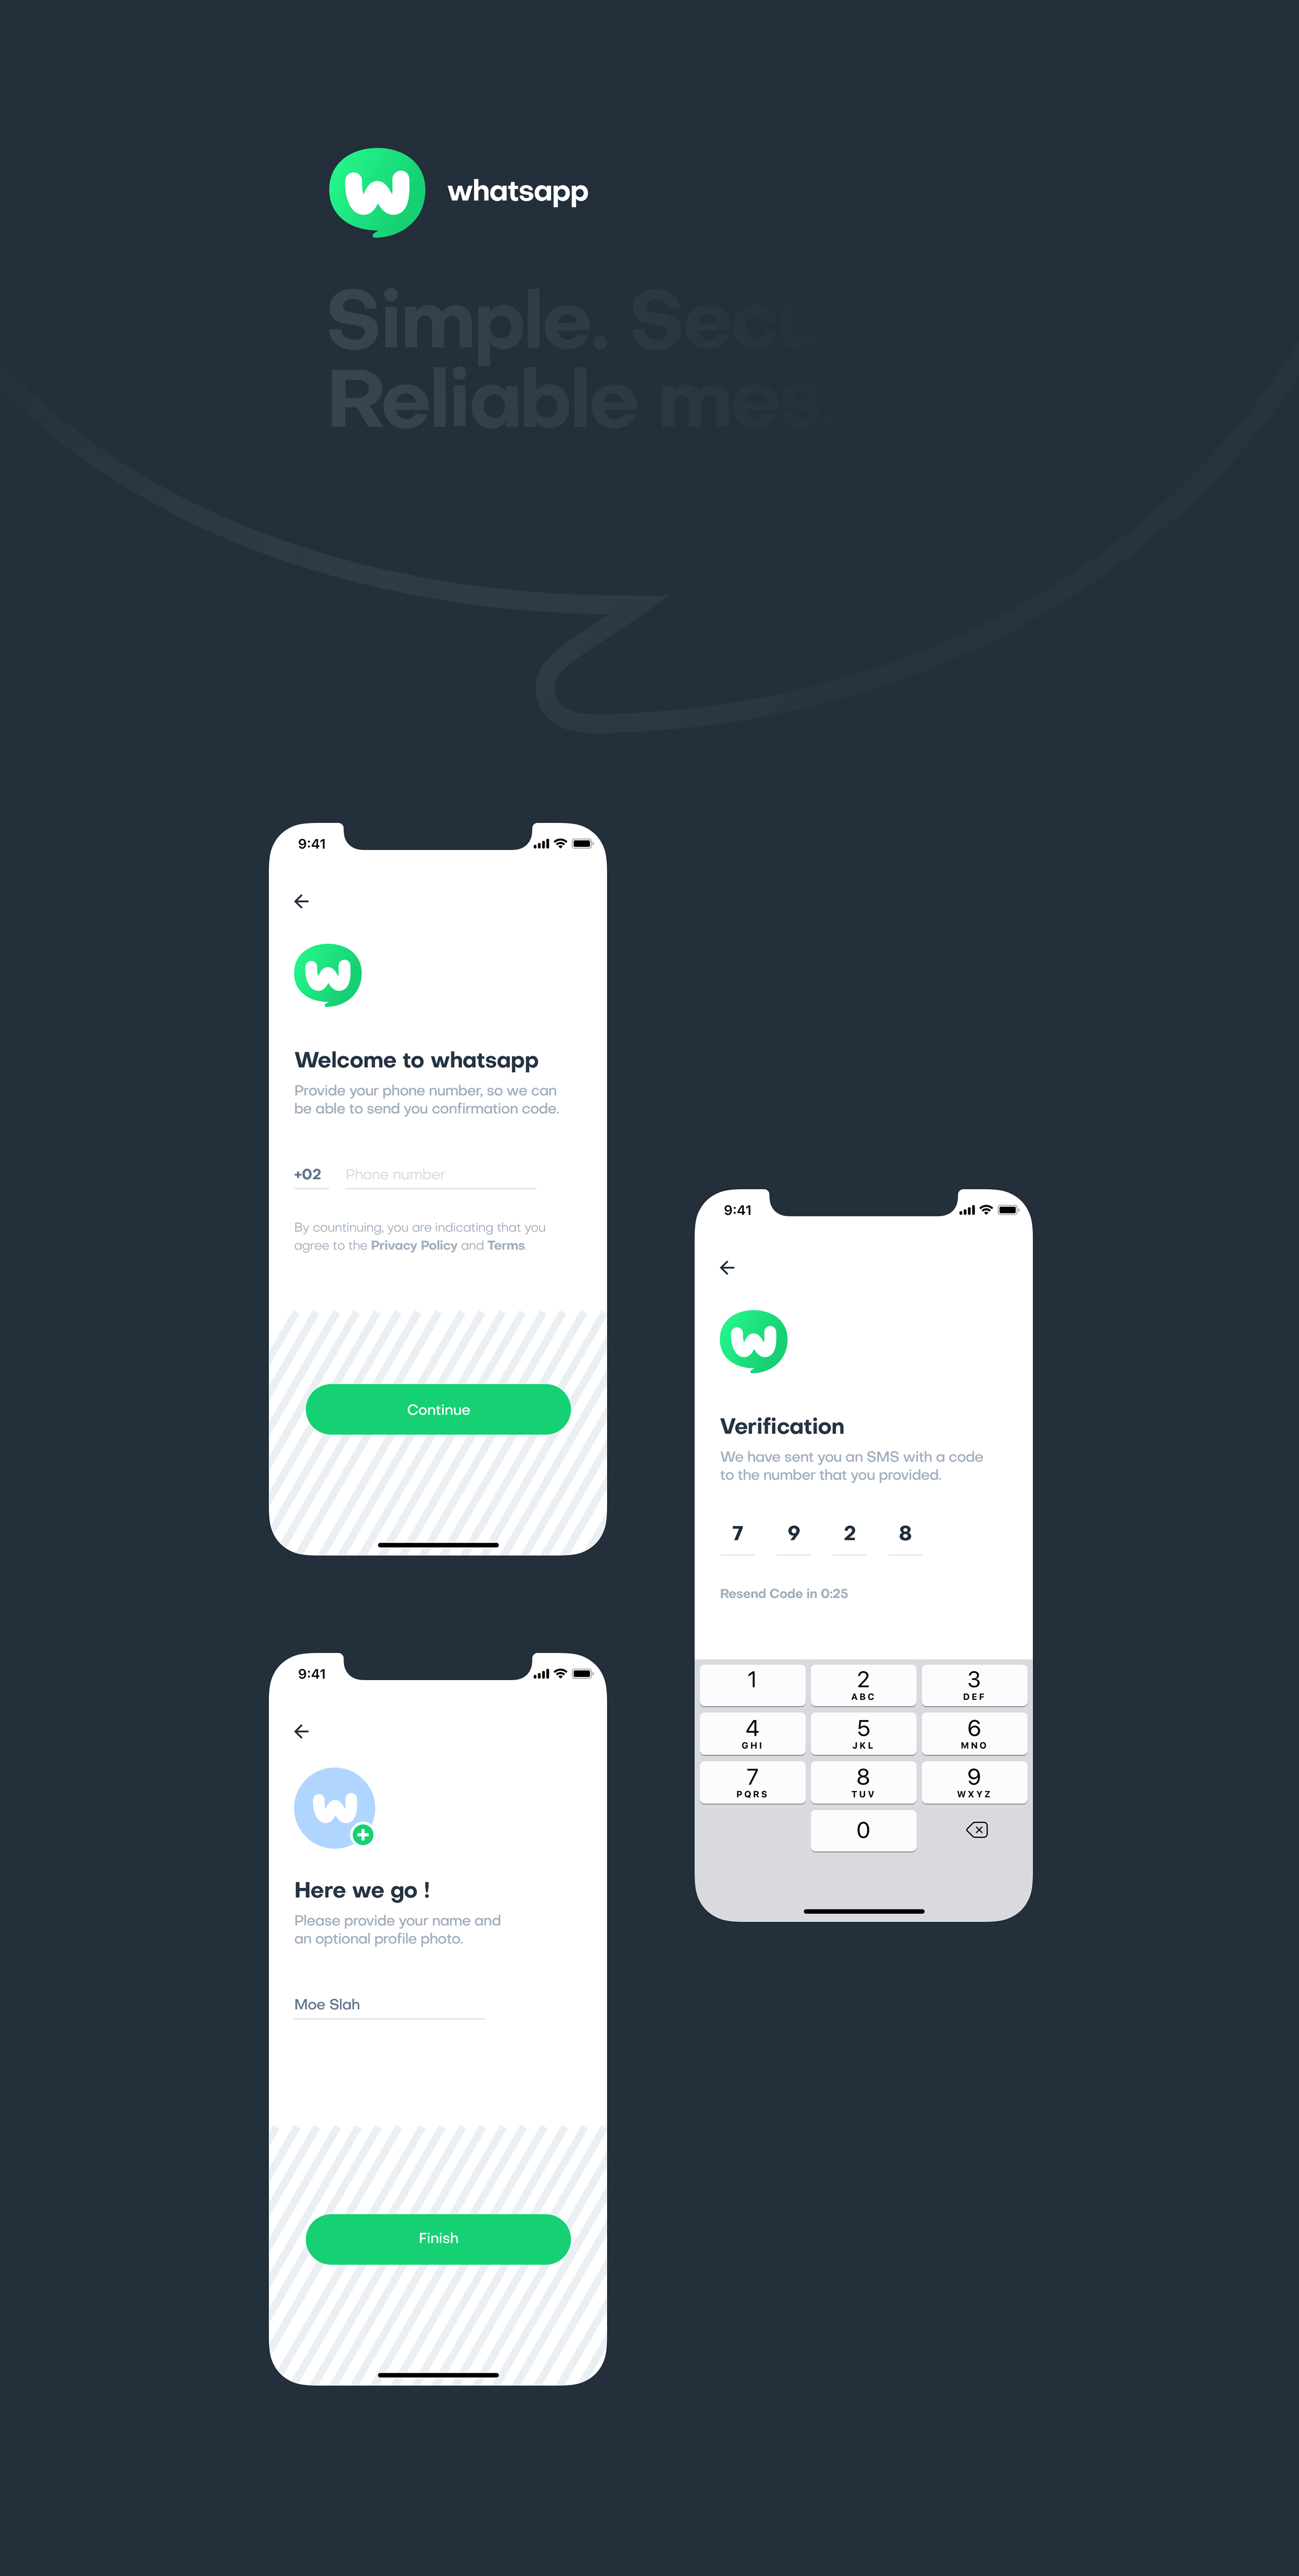 whatsapp
Simple. Secu
Reliable mess
9:41
Welcome to whatsapp
Provide your phone number, so we can
be able to send you confirmation code.
+02 Phone number
By countinuing, you are indicating that you
agree to the Privacy Policy and Terms.
Continue
9:41
Verification
We have sent you an SMS with a code
to the number that you provided.
7 9 2 8
Resend Code in 0:25
1 2 3
ABC DEF
4 5 6
GHI JKL MNO
7 8 9
PQRS TUV WXYZ
0
9:41
Here we go !
Please provide your name and
an optional profile photo.
Moe Slah
Finish